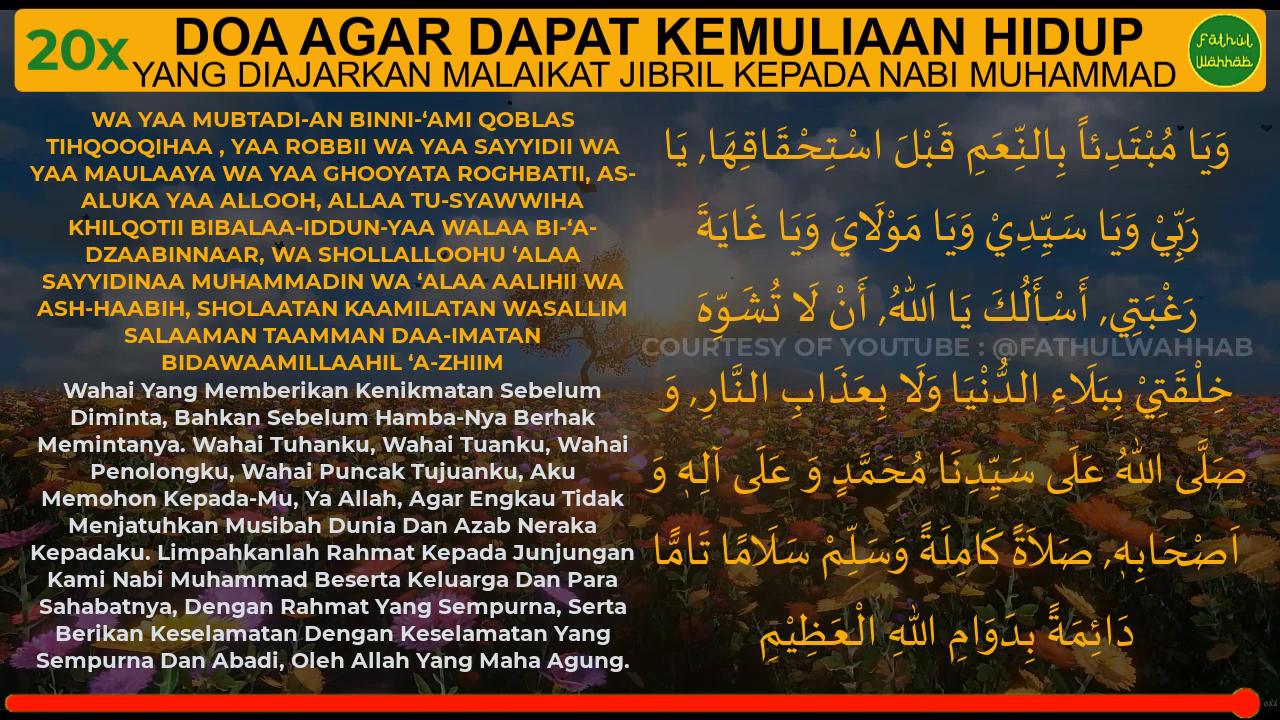 20x
DOA AGAR DAPAT KEMULIAAN HIDUP
YANG DIAJARKAN MALAIKAT JIBRIL KEPADA NABI MUHAMMAD
Fathul
Wahhab
WA YAA MUBTADI-AN BINNI-‘AMI QOBLAS
TIHQOOQIHAA , YAA ROBBII WA YAA SAYYIDII WA
YAA MAULAAYA WA YAA GHOOYATA ROGHBATII, AS-
ALUKA YAA ALLOOH, ALLAA TU-SYAWWIHA
KHILQOTII BIBALAA-IDDUN-YAA WALAA BI-‘A-
DZAABINNAAR, WA SHOLLALLOOHU ‘ALAA
SAYYIDINAA MUHAMMADIN WA ‘ALAA AALIHII WA
ASH-HAABIH, SHOLAATAN KAAMILATAN WASALLIM
SALAAMAN TAAMMAN DAA-IMATAN
BIDAWAAMILLAAHIL ‘A-ZHIIM
Wahai Yang Memberikan Kenikmatan Sebelum
Diminta, Bahkan Sebelum Hamba-Nya Berhak
Memintanya. Wahai Tuhanku, Wahai Tuanku, Wahai
Penolongku, Wahai Puncak Tujuanku, Aku
Memohon Kepada-Mu, Ya Allah, Agar Engkau Tidak
Menjatuhkan Musibah Dunia Dan Azab Neraka
Kepadaku. Limpahkanlah Rahmat Kepada Junjungan
Kami Nabi Muhammad Beserta Keluarga Dan Para
Sahabatnya, Dengan Rahmat Yang Sempurna, Serta
Berikan Keselamatan Dengan Keselamatan Yang
Sempurna Dan Abadi, Oleh Allah Yang Maha Agung.
وَيَا مُبْتَدِئاً بِالنِّعَمِ قَبْلَ اسْتِحْقَاقِهَا, يَا
رَبِّيْ وَيَا سَيِّدِيْ وَيَا مَوْلَايَ وَيَا غَايَةَ
رَغْبَتِي, أَسْأَلُكَ يَا اَللهُ, أَنْ لَا تُشَوِّهَ
COURTESY OF YOUTUBE : @FATHULWAHHAB
خِلْقَتِيْ بِبَلَاءِ الدُّنْيَا وَلَا بِعَذَابِ النَّارِ, وَ
صَلَّى اللهُ عَلَى سَيِّدِنَا مُحَمَّدٍ وَ عَلَى آلِهٖ وَ
اَصْحَابِهٖ, صَلاَةً كَامِلَةً وَسَلِّمْ سَلَامًا تَامًّا
دَائِمَةً بِدَوَامِ اللهِ الْعَظِيْمِ